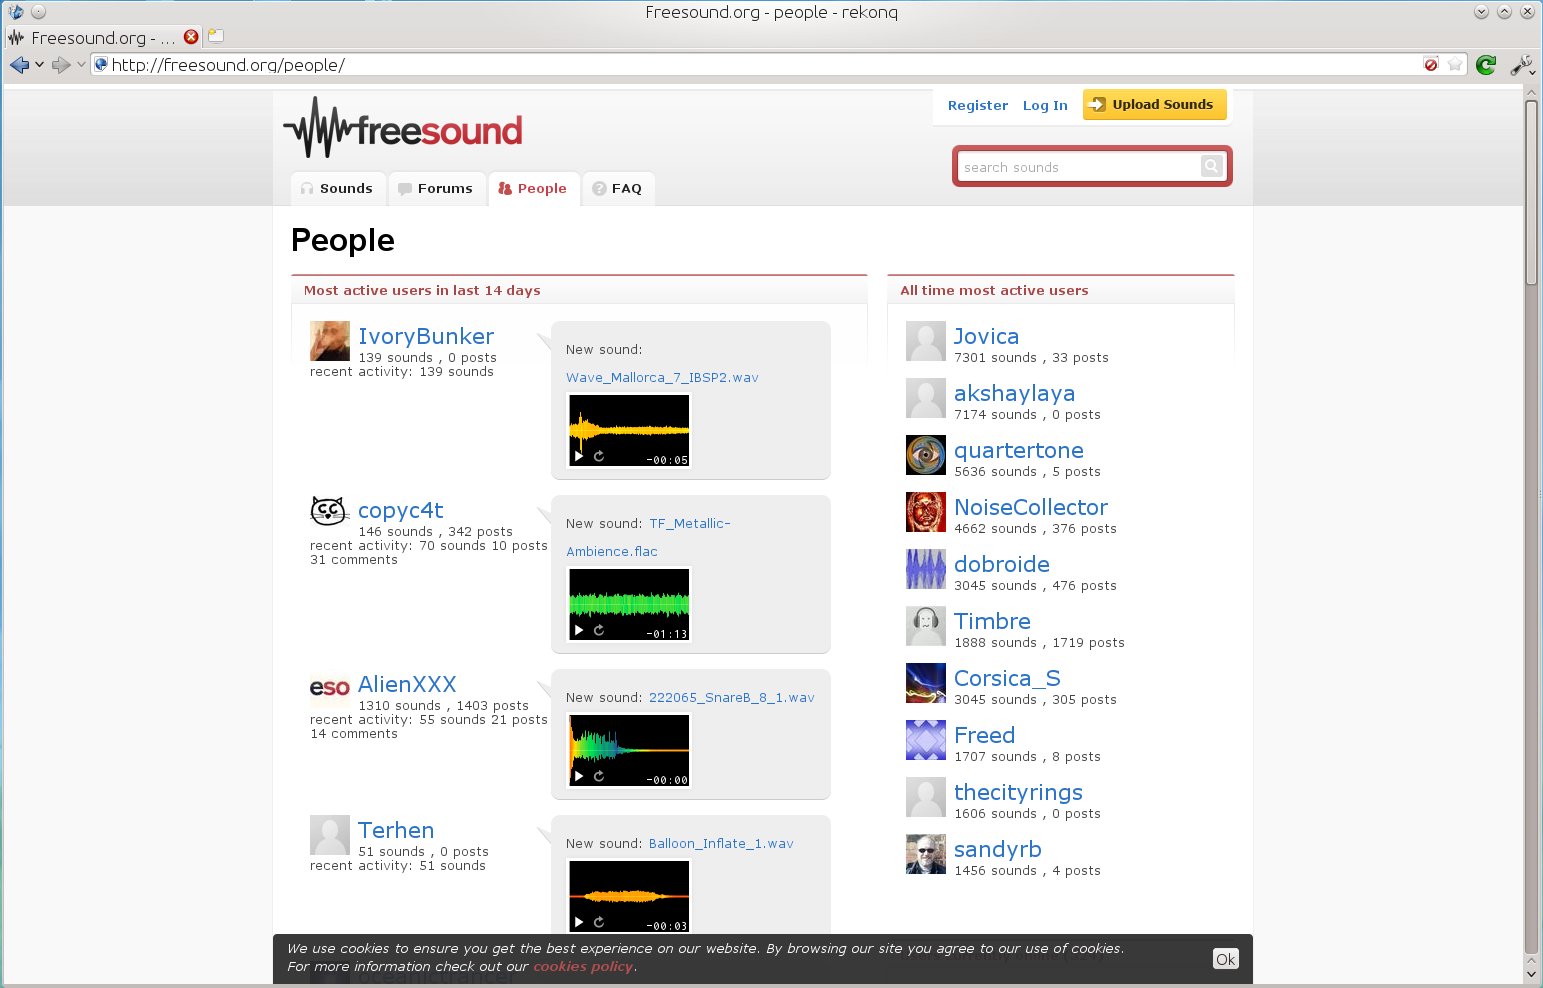 Freesound.org - people - rekonq
Freesound.org - ...
http://freesound.org/people/
Register Log In Upload Sounds
freesound
search sounds
Sounds Forums People FAQ
People
Most active users in last 14 days
IvoryBunker
139 sounds , 0 posts
recent activity: 139 sounds
New sound:
Wave_Mallorca_7_IBSP2.wav
-00:05
copyc4t
146 sounds , 342 posts
recent activity: 70 sounds 10 posts
31 comments
New sound: TF_Metallic-
Ambience.flac
-01:13
eso
AlienXXX
1310 sounds , 1403 posts
recent activity: 55 sounds 21 posts
14 comments
New sound: 222065_SnareB_8_1.wav
-00:00
Terhen
51 sounds , 0 posts
recent activity: 51 sounds
New sound: Balloon_Inflate_1.wav
-00:03
oceanictrancer
All time most active users
Jovica
7301 sounds , 33 posts
akshaylaya
7174 sounds , 0 posts
quartertone
5636 sounds , 5 posts
NoiseCollector
4662 sounds , 376 posts
dobroide
3045 sounds , 476 posts
Timbre
1888 sounds , 1719 posts
Corsica_S
3045 sounds , 305 posts
Freed
1707 sounds , 8 posts
thecityrings
1606 sounds , 0 posts
sandyrb
1456 sounds , 4 posts
We use cookies to ensure you get the best experience on our website. By browsing our site you agree to our use of cookies.
For more information check out our cookies policy.
Ok